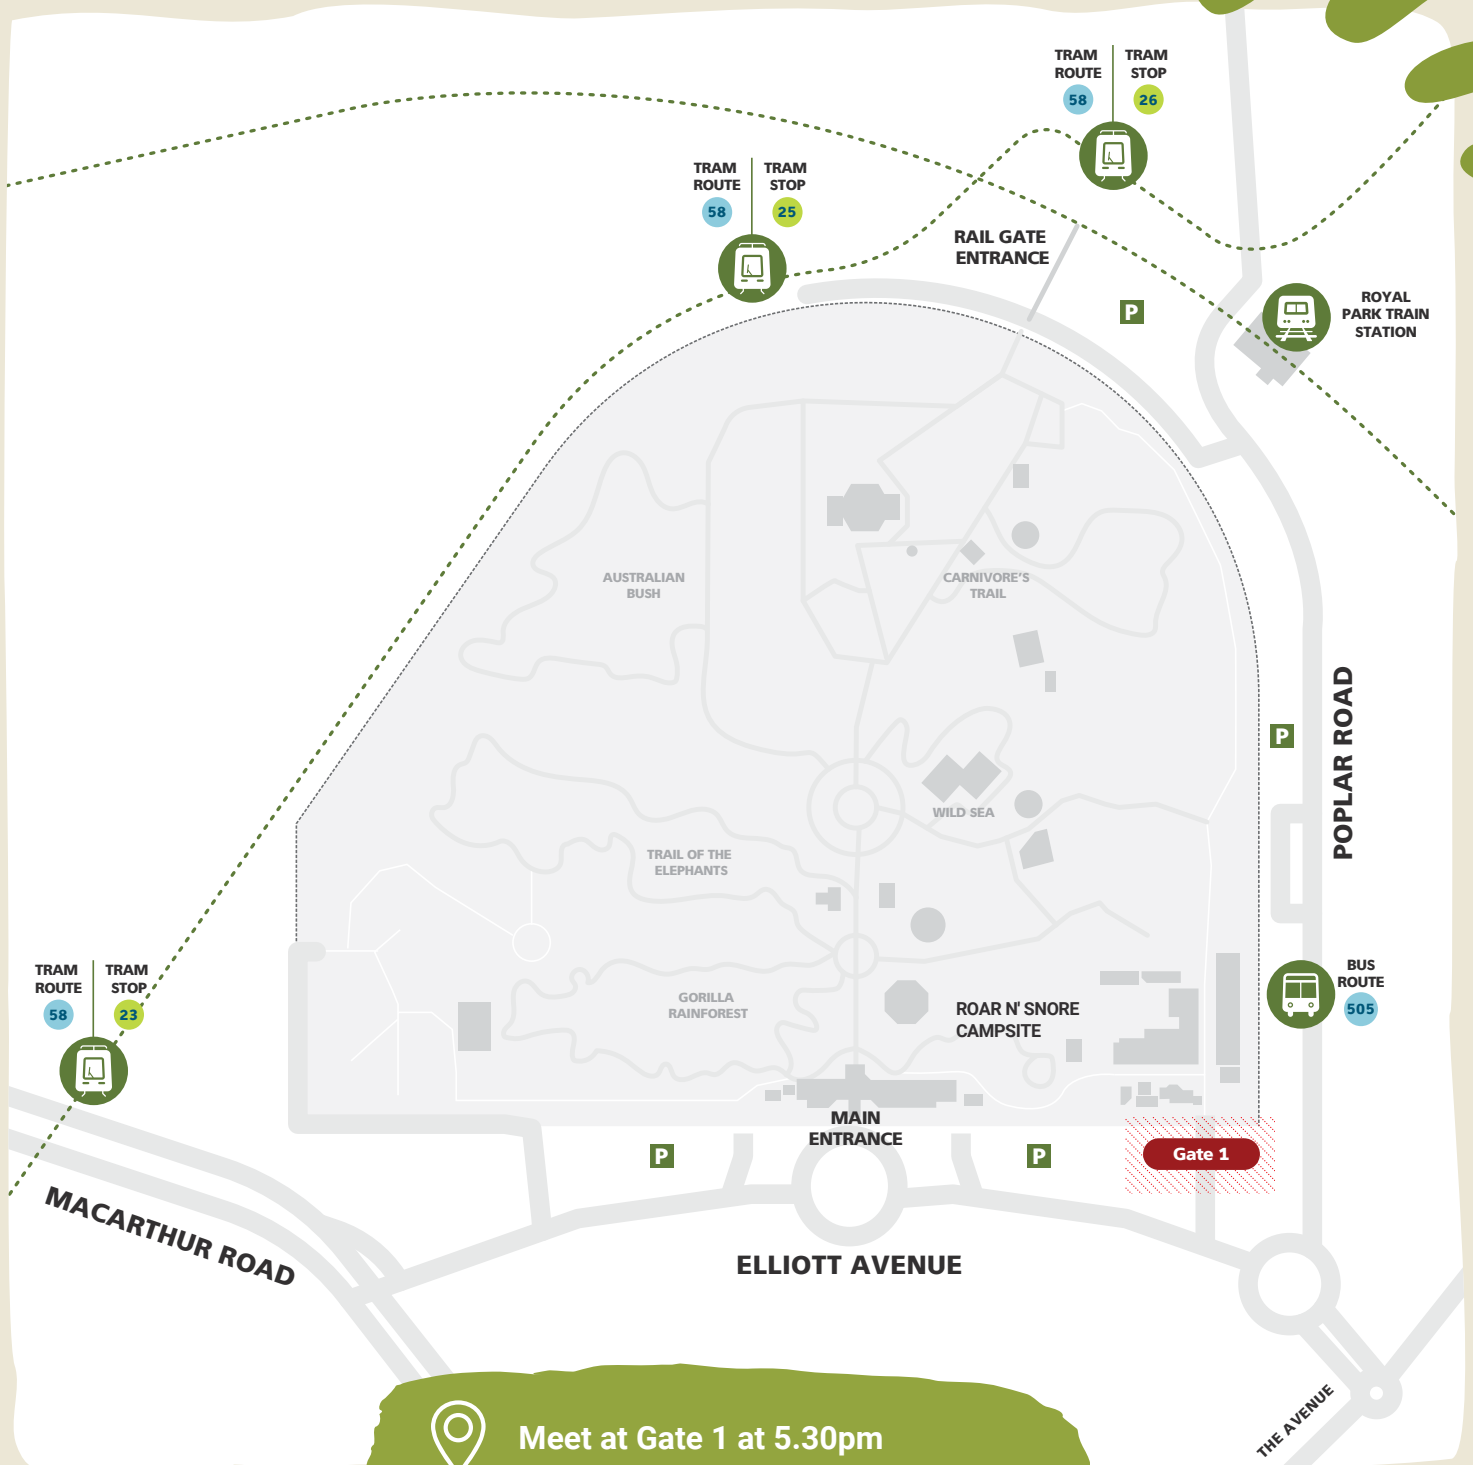 TRAM
ROUTE
58
TRAM
STOP
26
TRAM
ROUTE
58
TRAM
STOP
25
RAIL GATE
ENTRANCE
P
ROYAL
PARK TRAIN
STATION
AUSTRALIAN
BUSH
CARNIVORE'S
TRAIL
POPLAR ROAD
P
WILD SEA
TRAIL OF THE
ELEPHANTS
TRAM
ROUTE
58
TRAM
STOP
23
BUS
ROUTE
505
GORILLA
RAINFOREST
ROAR N' SNORE
CAMPSITE
MAIN
ENTRANCE
P
P
Gate 1
MACARTHUR ROAD
ELLIOTT AVENUE
THE AVENUE
Meet at Gate 1 at 5.30pm